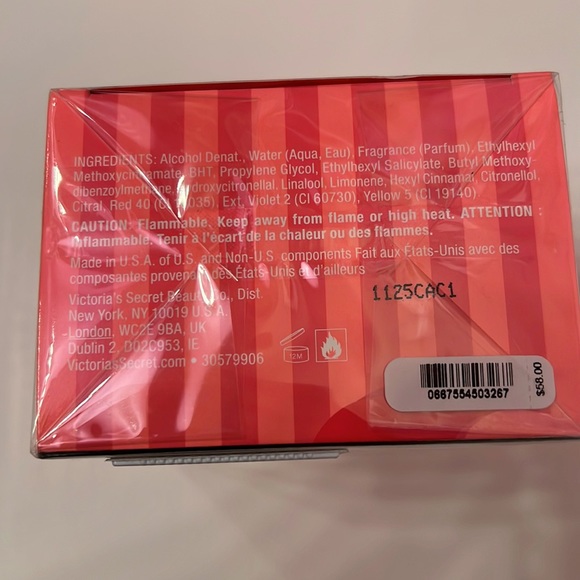 INGREDIENTS: Alcohol Denat., Water (Aqua, Eau), Fragrance (Parfum), Ethylhexyl
Methoxycinnamate, BHT, Propylene Glycol, Ethylhexyl Salicylate, Butyl Methoxy-
dibenzoylmethane, Hydroxycitronellal, Linalool, Limonene, Hexyl Cinnamal, Citronellol,
Citral, Red 40 (CI 16035), Ext. Violet 2 (CI 60730), Yellow 5 (CI 19140)
CAUTION: Flammable. Keep away from flame or high heat. ATTENTION :
Inflammable. Tenir à l'écart de la chaleur ou des flammes.
Made in U.S.A. of U.S. and Non-U.S. components Fait aux États-Unis avec des
composantes provenant des États-Unis et d'ailleurs
Victoria's Secret Beauty Co., Dist.
New York, NY 10019 U.S.A.
London, WC2E 9BA, UK
Dublin 2, D02C953, IE
VictoriasSecret.com • 30579906
12M
1125CAC1
0667554503267
$68.00